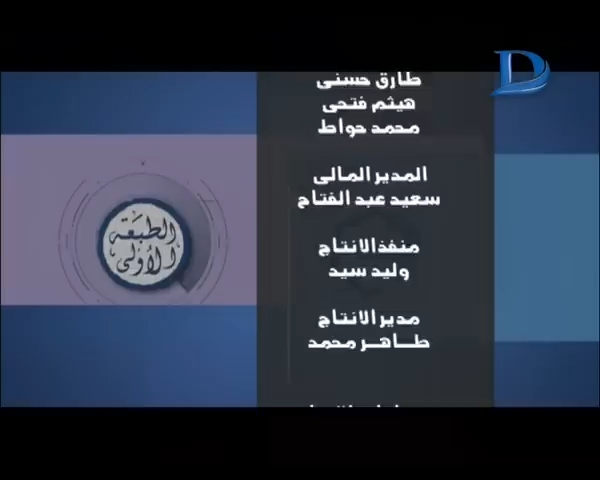 طارق حسنى
هيثم فتحى
محمد حواط
المدير المالى
سعيد عبد الفتاح
منفذ الانتاج
وليد سيد
مدير الانتاج
طاهر محمد
الطبعة
الأولى
D